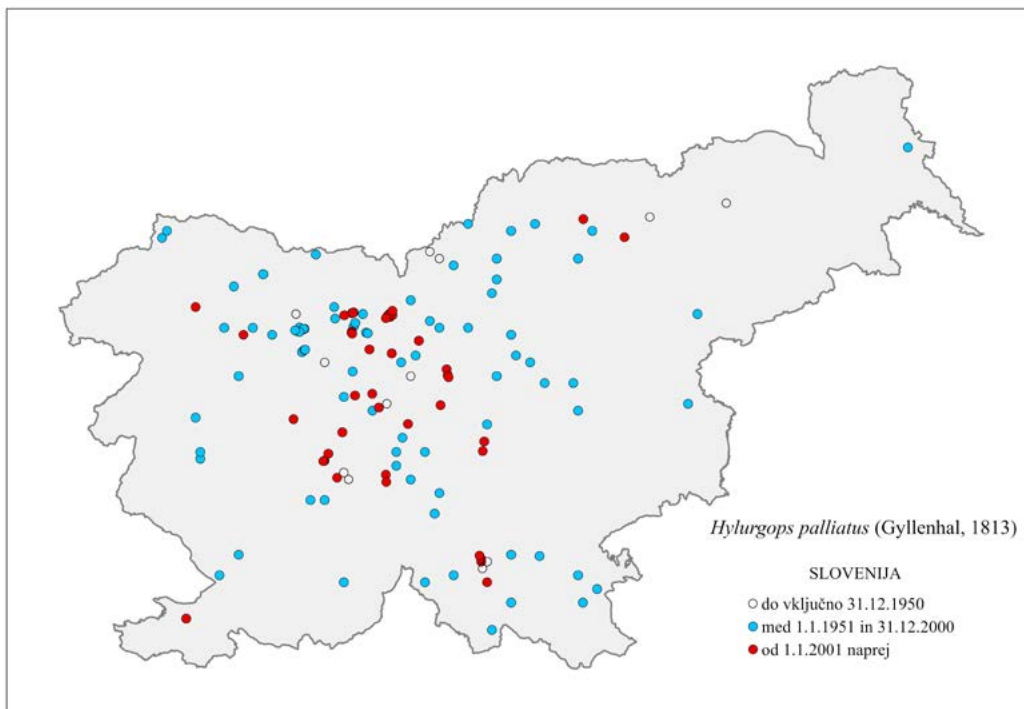 Hylurgops palliatus (Gyllenhal, 1813)
SLOVENIJA
do vključno 31.12.1950
med 1.1.1951 in 31.12.2000
od 1.1.2001 naprej